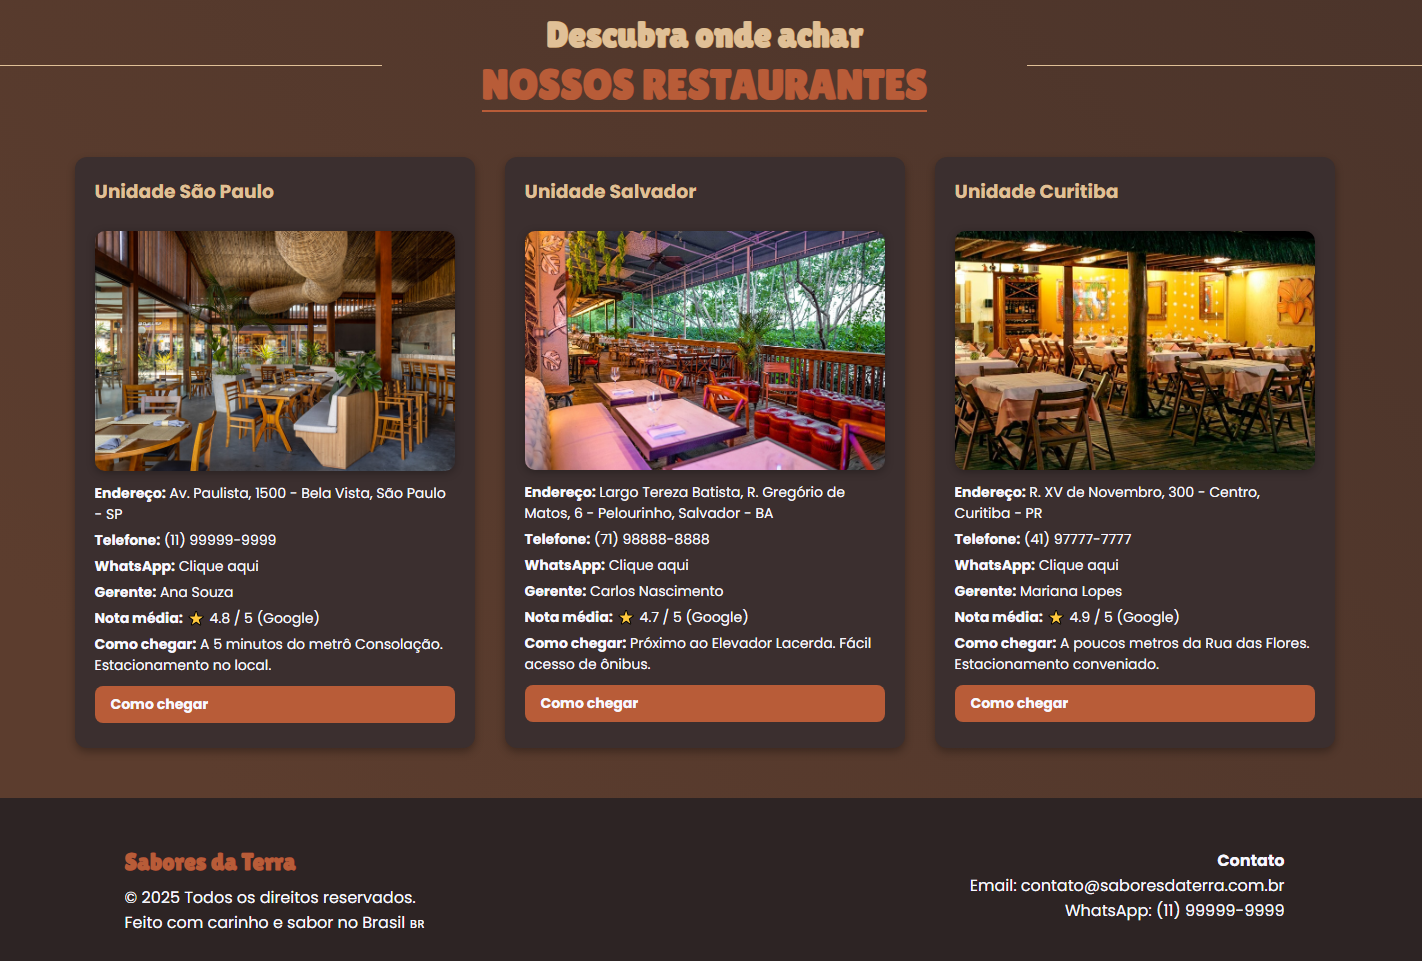 Descubra onde achar
NOSSOS RESTAURANTES
Unidade São Paulo
Endereço: Av. Paulista, 1500 - Bela Vista, São Paulo
- SP
Telefone: (11) 99999-9999
WhatsApp: Clique aqui
Gerente: Ana Souza
Nota média: ⭐ 4.8 / 5 (Google)
Como chegar: A 5 minutos do metrô Consolação.
Estacionamento no local.
Como chegar
Unidade Salvador
Endereço: Largo Tereza Batista, R. Gregório de
Matos, 6 - Pelourinho, Salvador - BA
Telefone: (71) 98888-8888
WhatsApp: Clique aqui
Gerente: Carlos Nascimento
Nota média: ⭐ 4.7 / 5 (Google)
Como chegar: Próximo ao Elevador Lacerda. Fácil
acesso de ônibus.
Como chegar
Unidade Curitiba
Endereço: R. XV de Novembro, 300 - Centro,
Curitiba - PR
Telefone: (41) 97777-7777
WhatsApp: Clique aqui
Gerente: Mariana Lopes
Nota média: ⭐ 4.9 / 5 (Google)
Como chegar: A poucos metros da Rua das Flores.
Estacionamento conveniado.
Como chegar
Sabores da Terra
© 2025 Todos os direitos reservados.
Feito com carinho e sabor no Brasil BR
Contato
Email: contato@saboresdaterra.com.br
WhatsApp: (11) 99999-9999